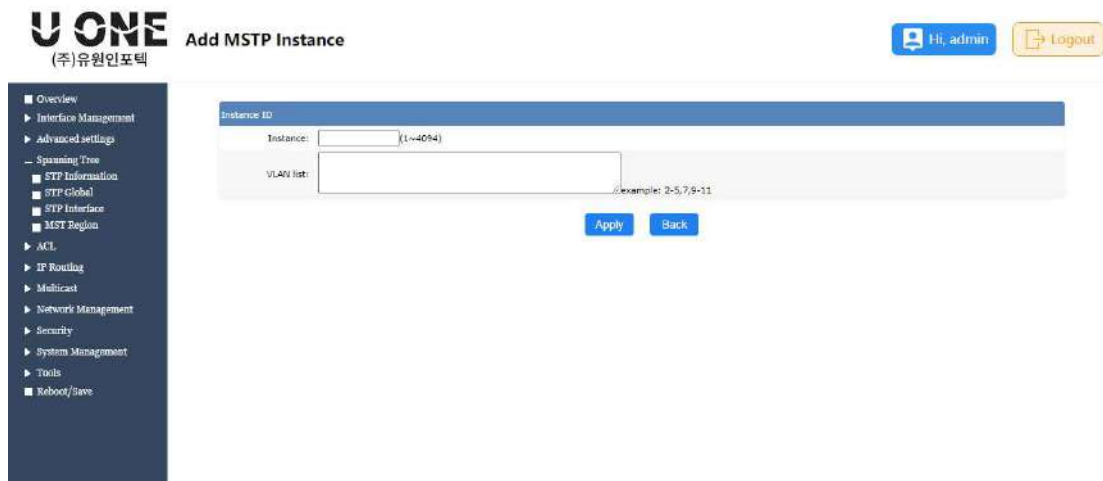 U ONE
(주)유원인포텍
Add MSTP Instance
Hi, admin
Logout
Overview
Interface Management
Advanced settings
Spanning Tree
STP Information
STP Global
STP Interface
MST Region
ACL
IP Routing
Multicast
Network Management
Security
System Management
Tools
Reboot/Save
Instance ID
Instance: (1~4094)
VLAN list: example: 2-5,7,9-11
Apply Back